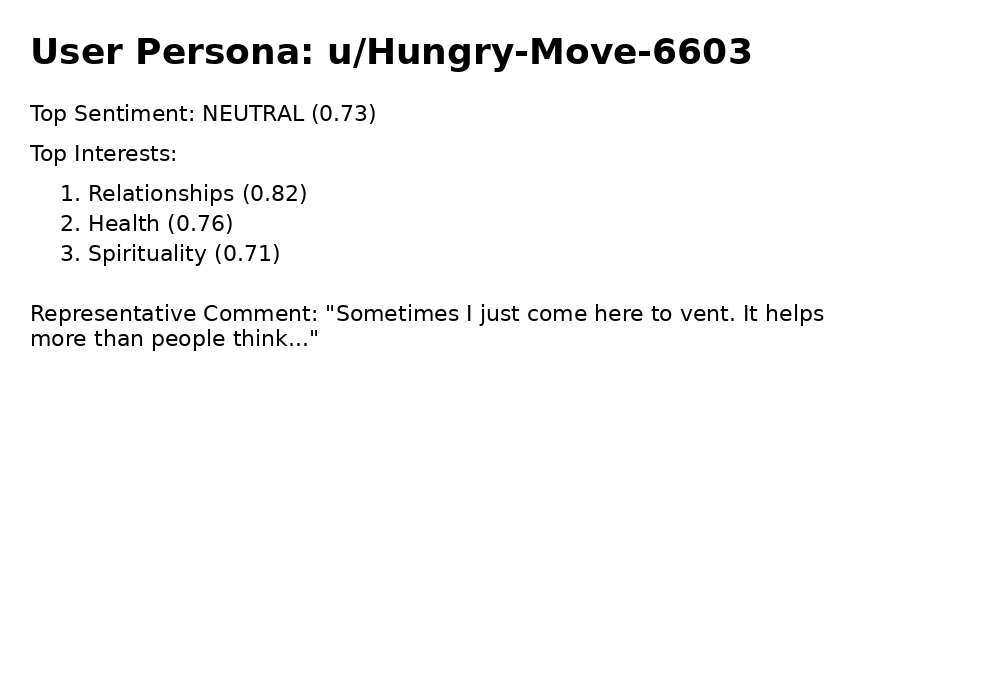 User Persona: u/Hungry-Move-6603
Top Sentiment: NEUTRAL (0.73)
Top Interests:
1. Relationships (0.82)
2. Health (0.76)
3. Spirituality (0.71)
Representative Comment: "Sometimes I just come here to vent. It helps
more than people think..."